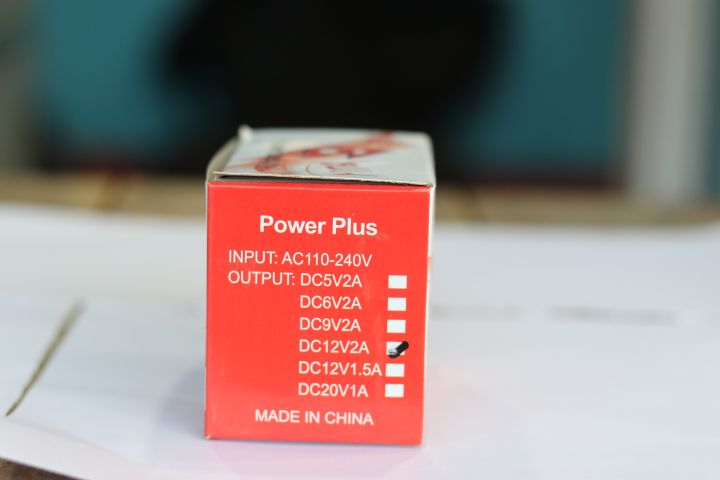 Power Plus
INPUT: AC110-240V
OUTPUT: DC5V2A
DC6V2A
DC9V2A
DC12V2A
DC12V1.5A
DC20V1A
MADE IN CHINA